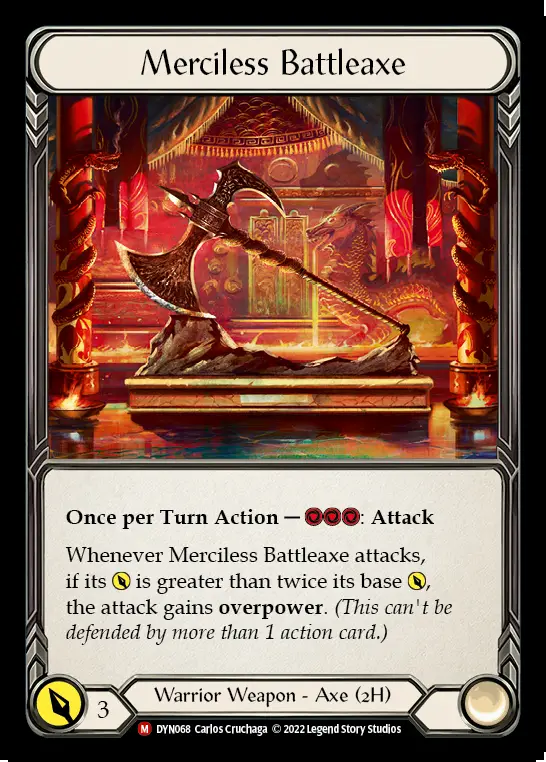 Merciless Battleaxe
Once per Turn Action — : Attack
Whenever Merciless Battleaxe attacks,
if its is greater than twice its base ,
the attack gains overpower. (This can't be
defended by more than 1 action card.)
3
Warrior Weapon - Axe (2H)
M DYN068 Carlos Cruchaga © 2022 Legend Story Studios